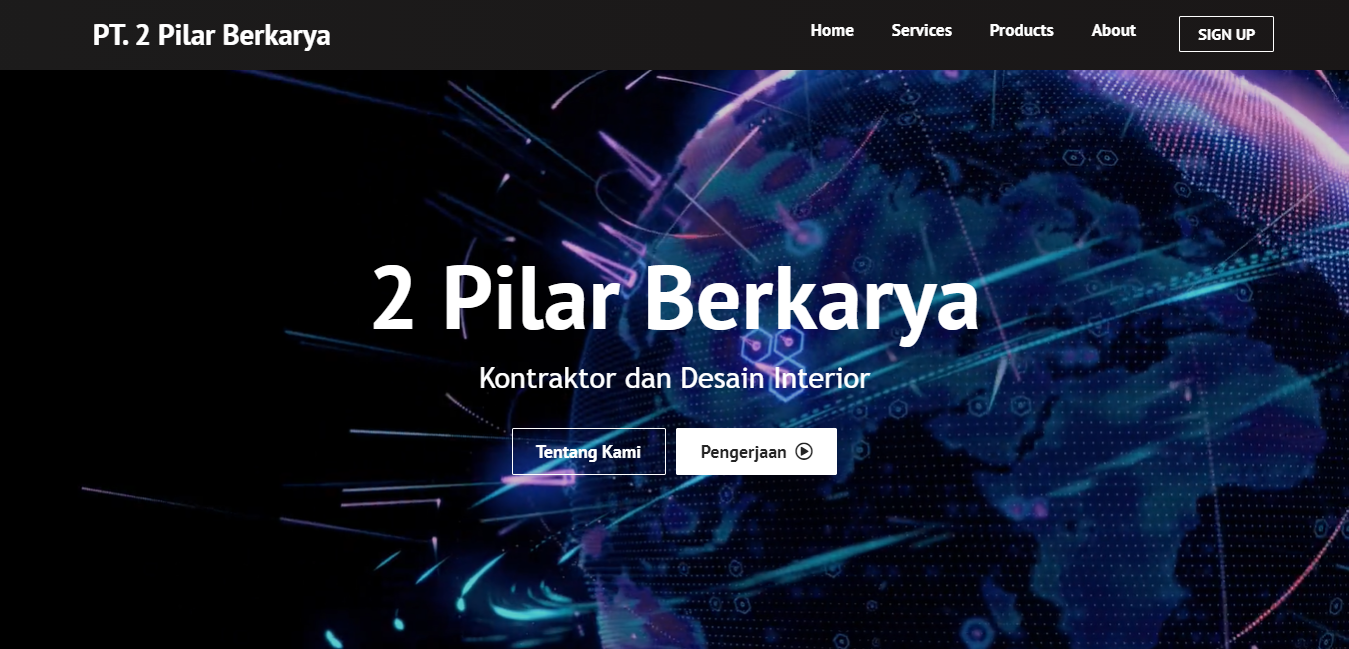 PT. 2 Pilar Berkarya
Home Services Products About SIGN UP
2 Pilar Berkarya
Kontraktor dan Desain Interior
Tentang Kami Pengerjaan